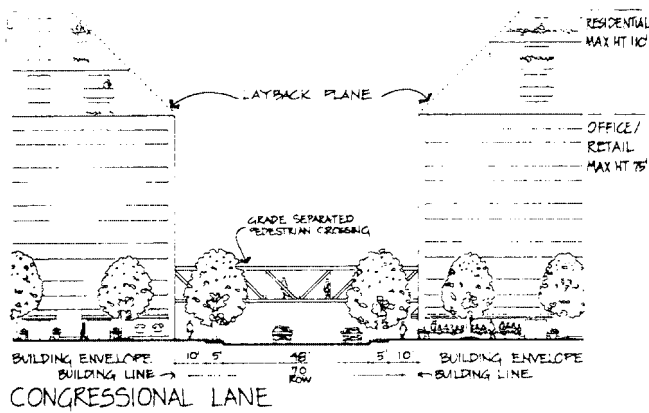 RESIDENTIAL
MAX HT 110'
LAYBACK PLANE
OFFICE/
RETAIL
MAX HT 75'
GRADE SEPARATED
PEDESTRIAN CROSSING
BUILDING ENVELOPE 10' 5' 48' 5' 10' BUILDING ENVELOPE
BUILDING LINE 70 BUILDING LINE
ROW
CONGRESSIONAL LANE